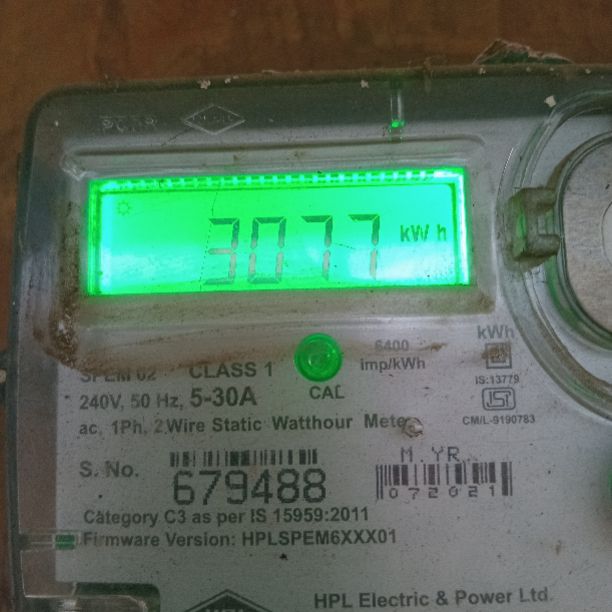 3077 kWh
6400
imp/kWh
kWh
SPEM 02 CLASS 1
IS:13779
240V, 50 Hz, 5-30A
CAL
CM/L-9190783
ac, 1Ph, 2 Wire Static Watthour Meter
S. No.
679488
M.YR
072021
Category C3 as per IS 15959:2011
Firmware Version: HPLSPEM6XXX01
HPL Electric & Power Ltd.